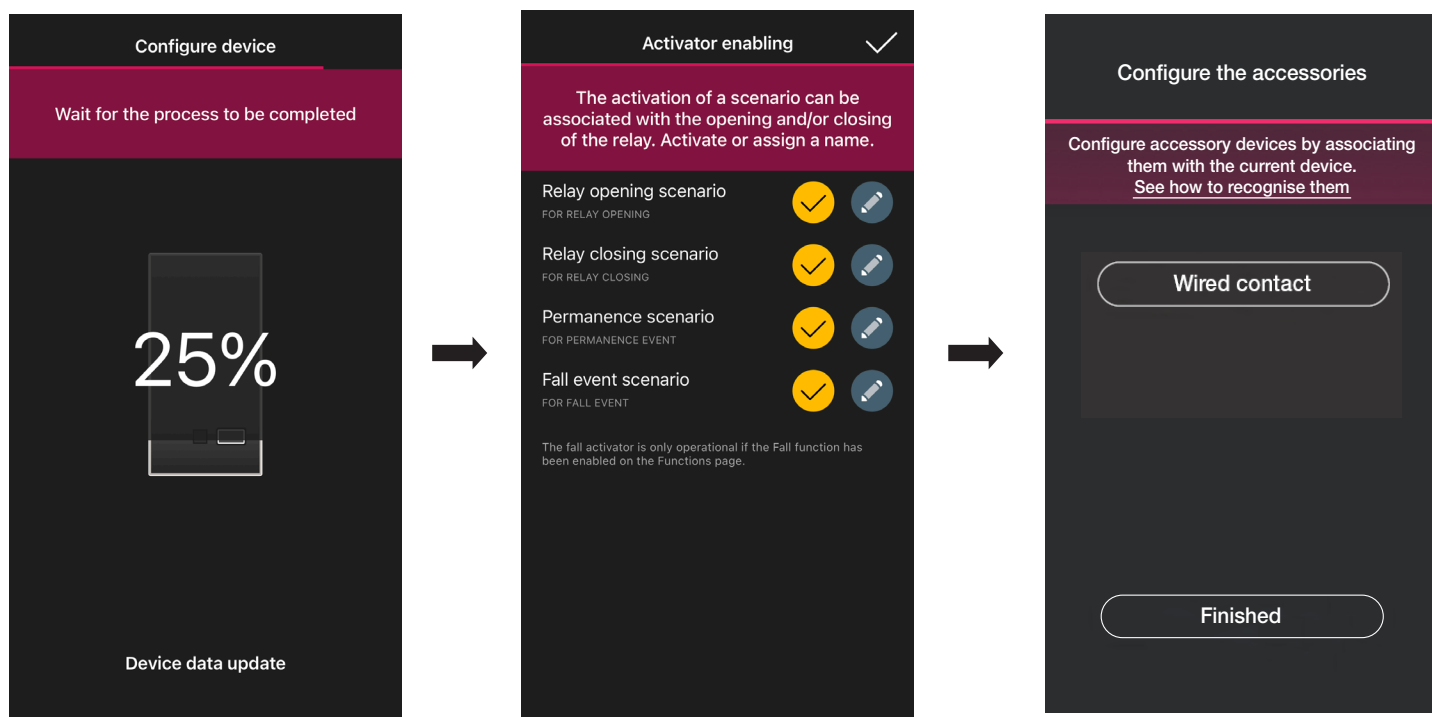 Configure device
Wait for the process to be completed
25%
Device data update
Activator enabling
The activation of a scenario can be
associated with the opening and/or closing
of the relay. Activate or assign a name.
Relay opening scenario
FOR RELAY OPENING
Relay closing scenario
FOR RELAY CLOSING
Permanence scenario
FOR PERMANENCE EVENT
Fall event scenario
FOR FALL EVENT
The fall activator is only operational if the Fall function has
been enabled on the Functions page.
Configure the accessories
Configure accessory devices by associating
them with the current device.
See how to recognise them
Wired contact
Finished